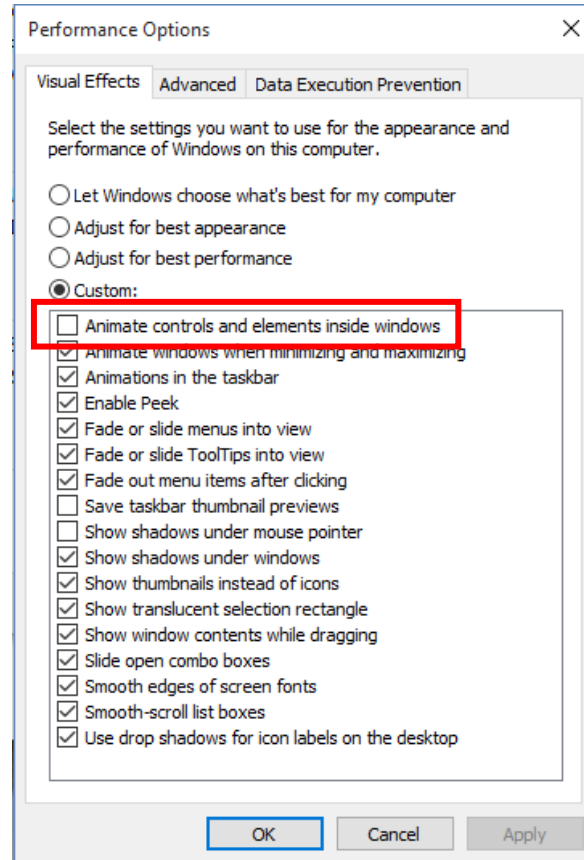 Performance Options
Visual Effects
Advanced
Data Execution Prevention
Select the settings you want to use for the appearance and
performance of Windows on this computer.
Let Windows choose what's best for my computer
Adjust for best appearance
Adjust for best performance
Custom:
Animate controls and elements inside windows
Animate windows when minimizing and maximizing
Animations in the taskbar
Enable Peek
Fade or slide menus into view
Fade or slide ToolTips into view
Fade out menu items after clicking
Save taskbar thumbnail previews
Show shadows under mouse pointer
Show shadows under windows
Show thumbnails instead of icons
Show translucent selection rectangle
Show window contents while dragging
Slide open combo boxes
Smooth edges of screen fonts
Smooth-scroll list boxes
Use drop shadows for icon labels on the desktop
OK
Cancel
Apply